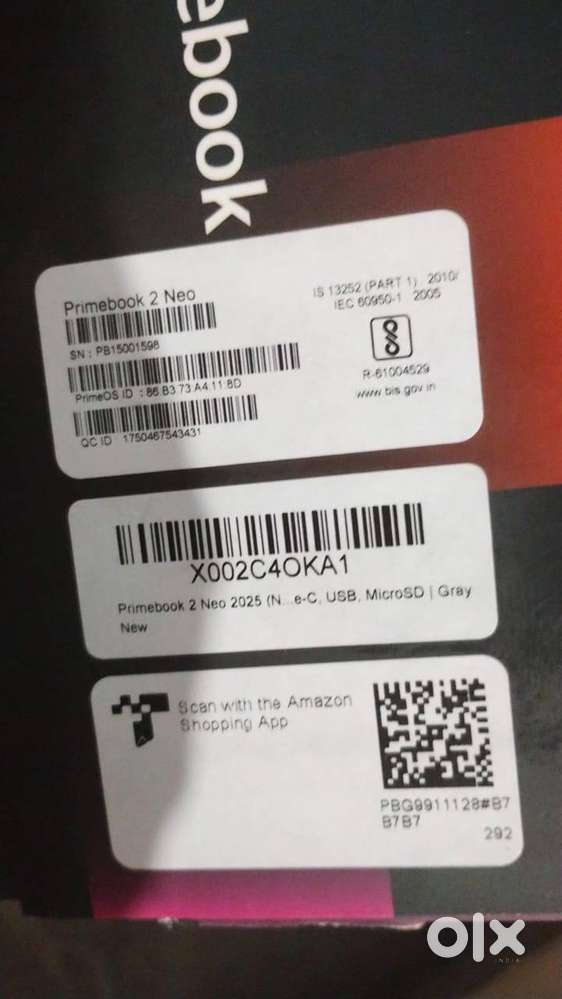 ebook
Primebook 2 Neo
SN : PB15001598
PrimeOS ID : 86 B3 73 A4 11 8D
QC ID 1750467543431
IS 13252 (PART 1) . 2010/
IEC 60950-1 . 2005
R-61004529
www.bis.gov.in
X002C4OKA1
Primebook 2 Neo 2025 (N...e-C, USB, MicroSD | Gray
New
Scan with the Amazon
Shopping App
PBG9911128#B7
B7B7
292
olx
INDIA